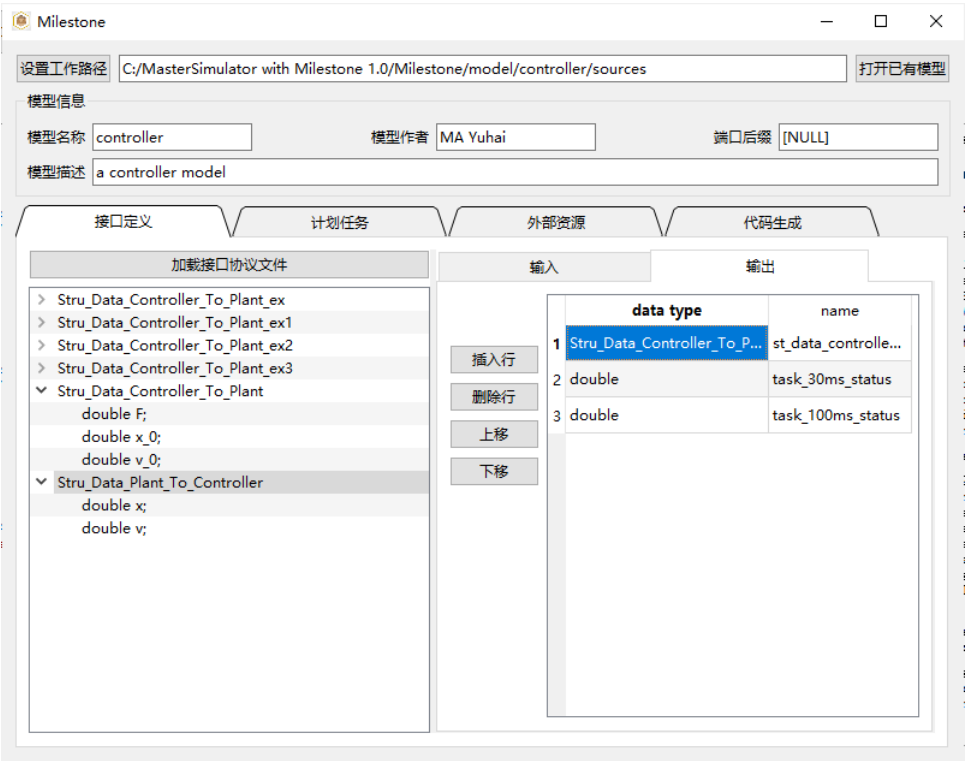 Milestone
设置工作路径 C:/MasterSimulator with Milestone 1.0/Milestone/model/controller/sources 打开已有模型
模型信息
模型名称 controller 模型作者 MA Yuhai 端口后缀 [NULL]
模型描述 a controller model
接口定义 计划任务 外部资源 代码生成
加载接口协议文件
Stru_Data_Controller_To_Plant_ex
Stru_Data_Controller_To_Plant_ex1
Stru_Data_Controller_To_Plant_ex2
Stru_Data_Controller_To_Plant_ex3
Stru_Data_Controller_To_Plant
double F;
double x_0;
double v_0;
Stru_Data_Plant_To_Controller
double x;
double v;
输入 输出
插入行
删除行
上移
下移
data type name
1 Stru_Data_Controller_To_P... st_data_controlle...
2 double task_30ms_status
3 double task_100ms_status